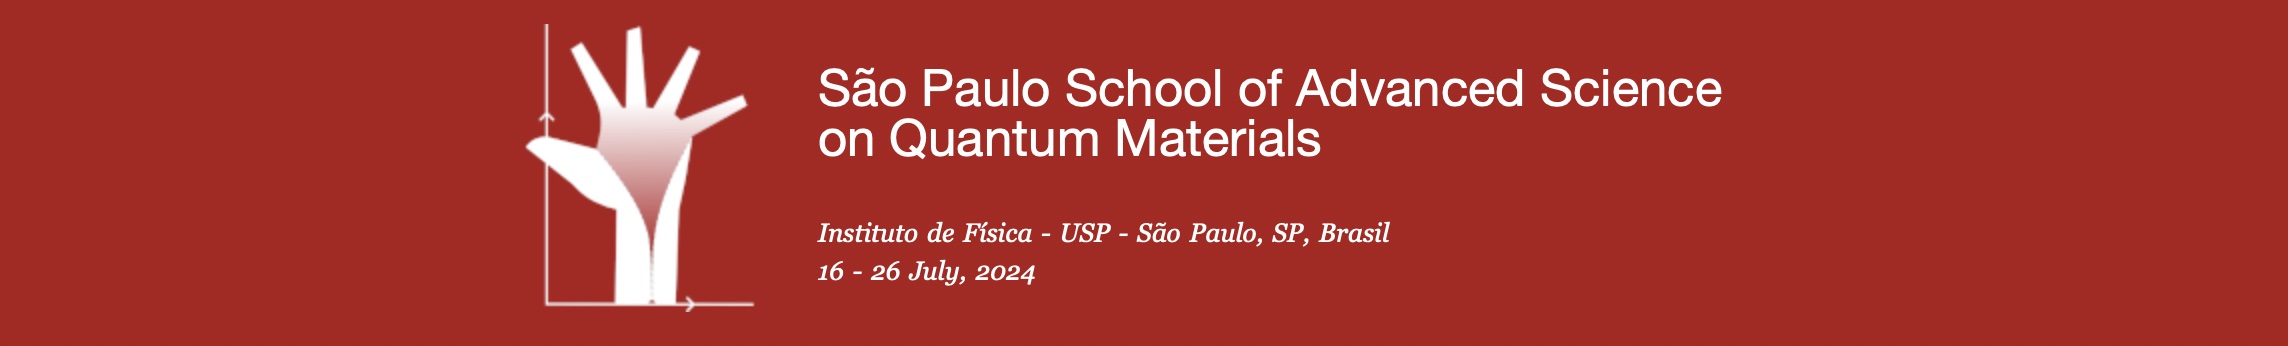 São Paulo School of Advanced Science
on Quantum Materials
Instituto de Física - USP - São Paulo, SP, Brasil
16 - 26 July, 2024